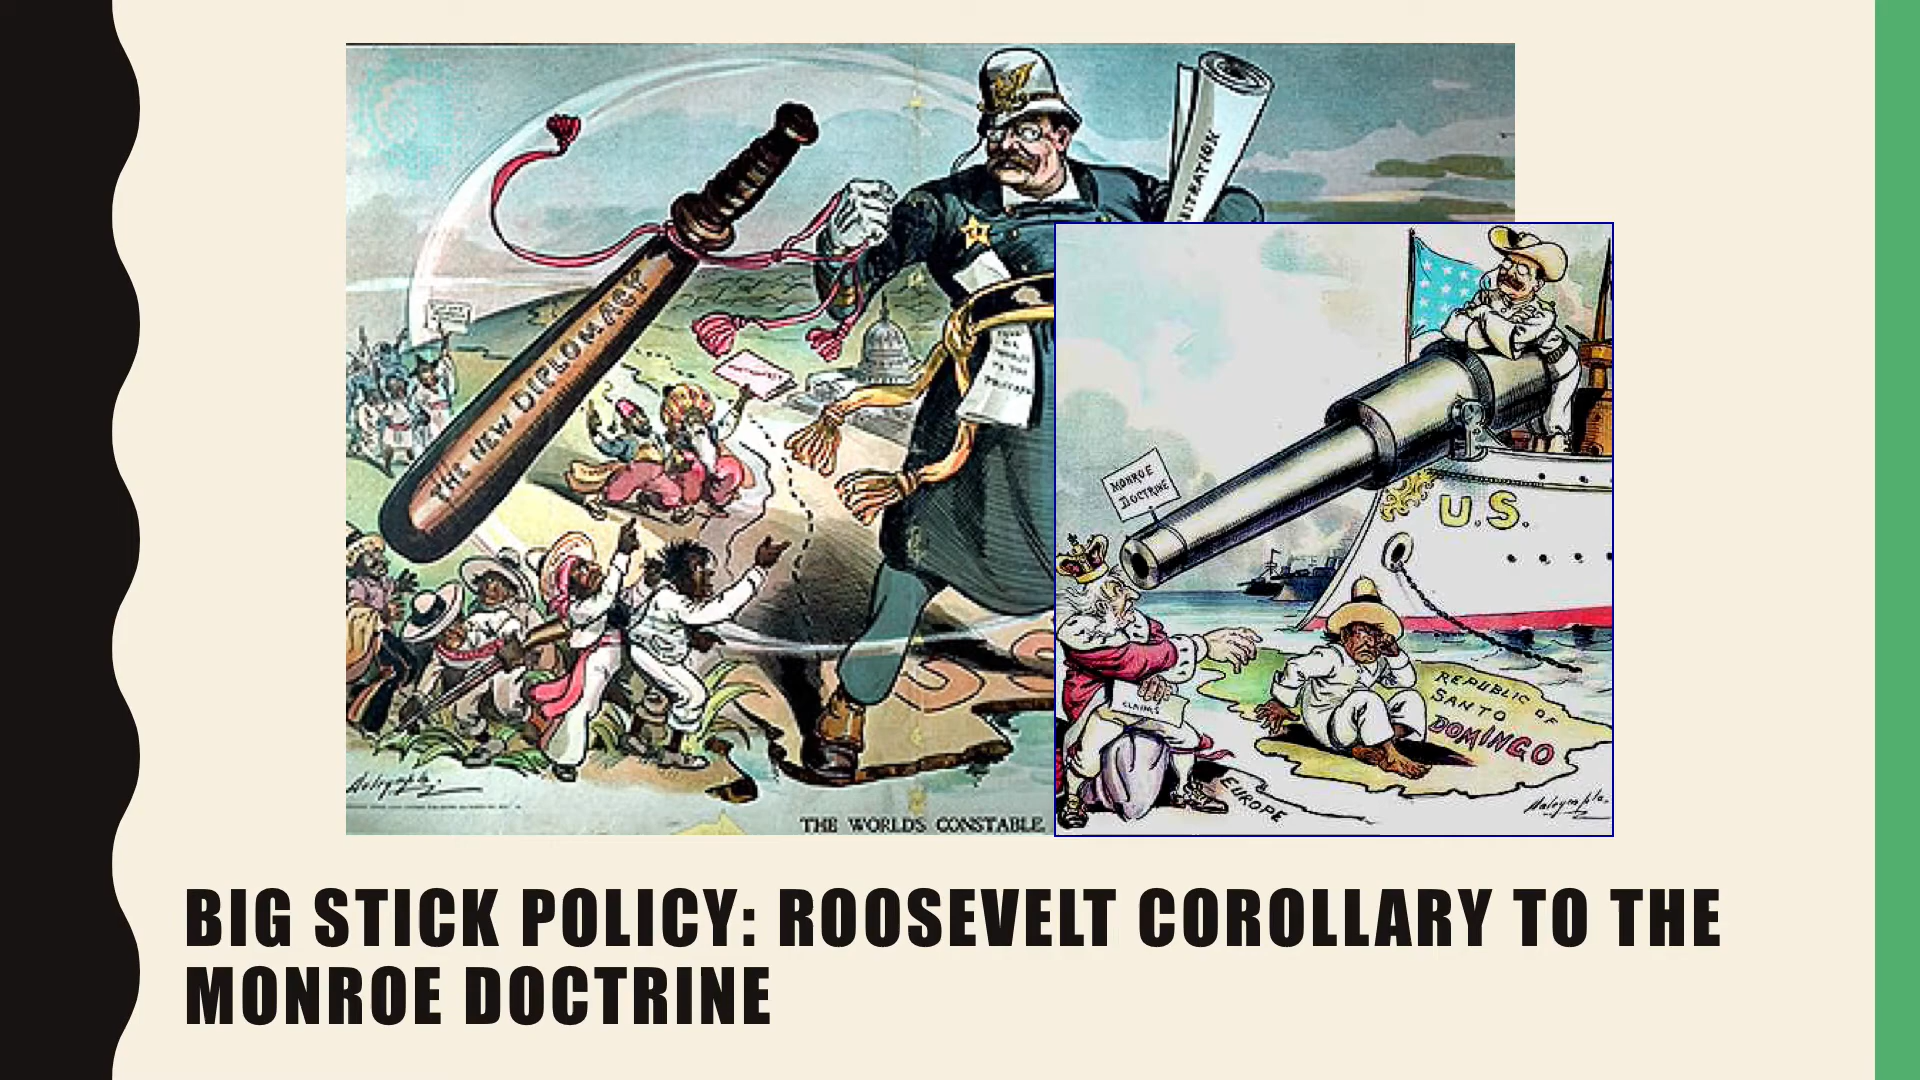 THE NEW DIPLOMACY
THE WORLD'S CONSTABLE.
MONROE
DOCTRINE
U.S.
CLAIMS
REPUBLIC OF
SANTO
DOMINGO
EUROPE
BIG STICK POLICY: ROOSEVELT COROLLARY TO THE
MONROE DOCTRINE